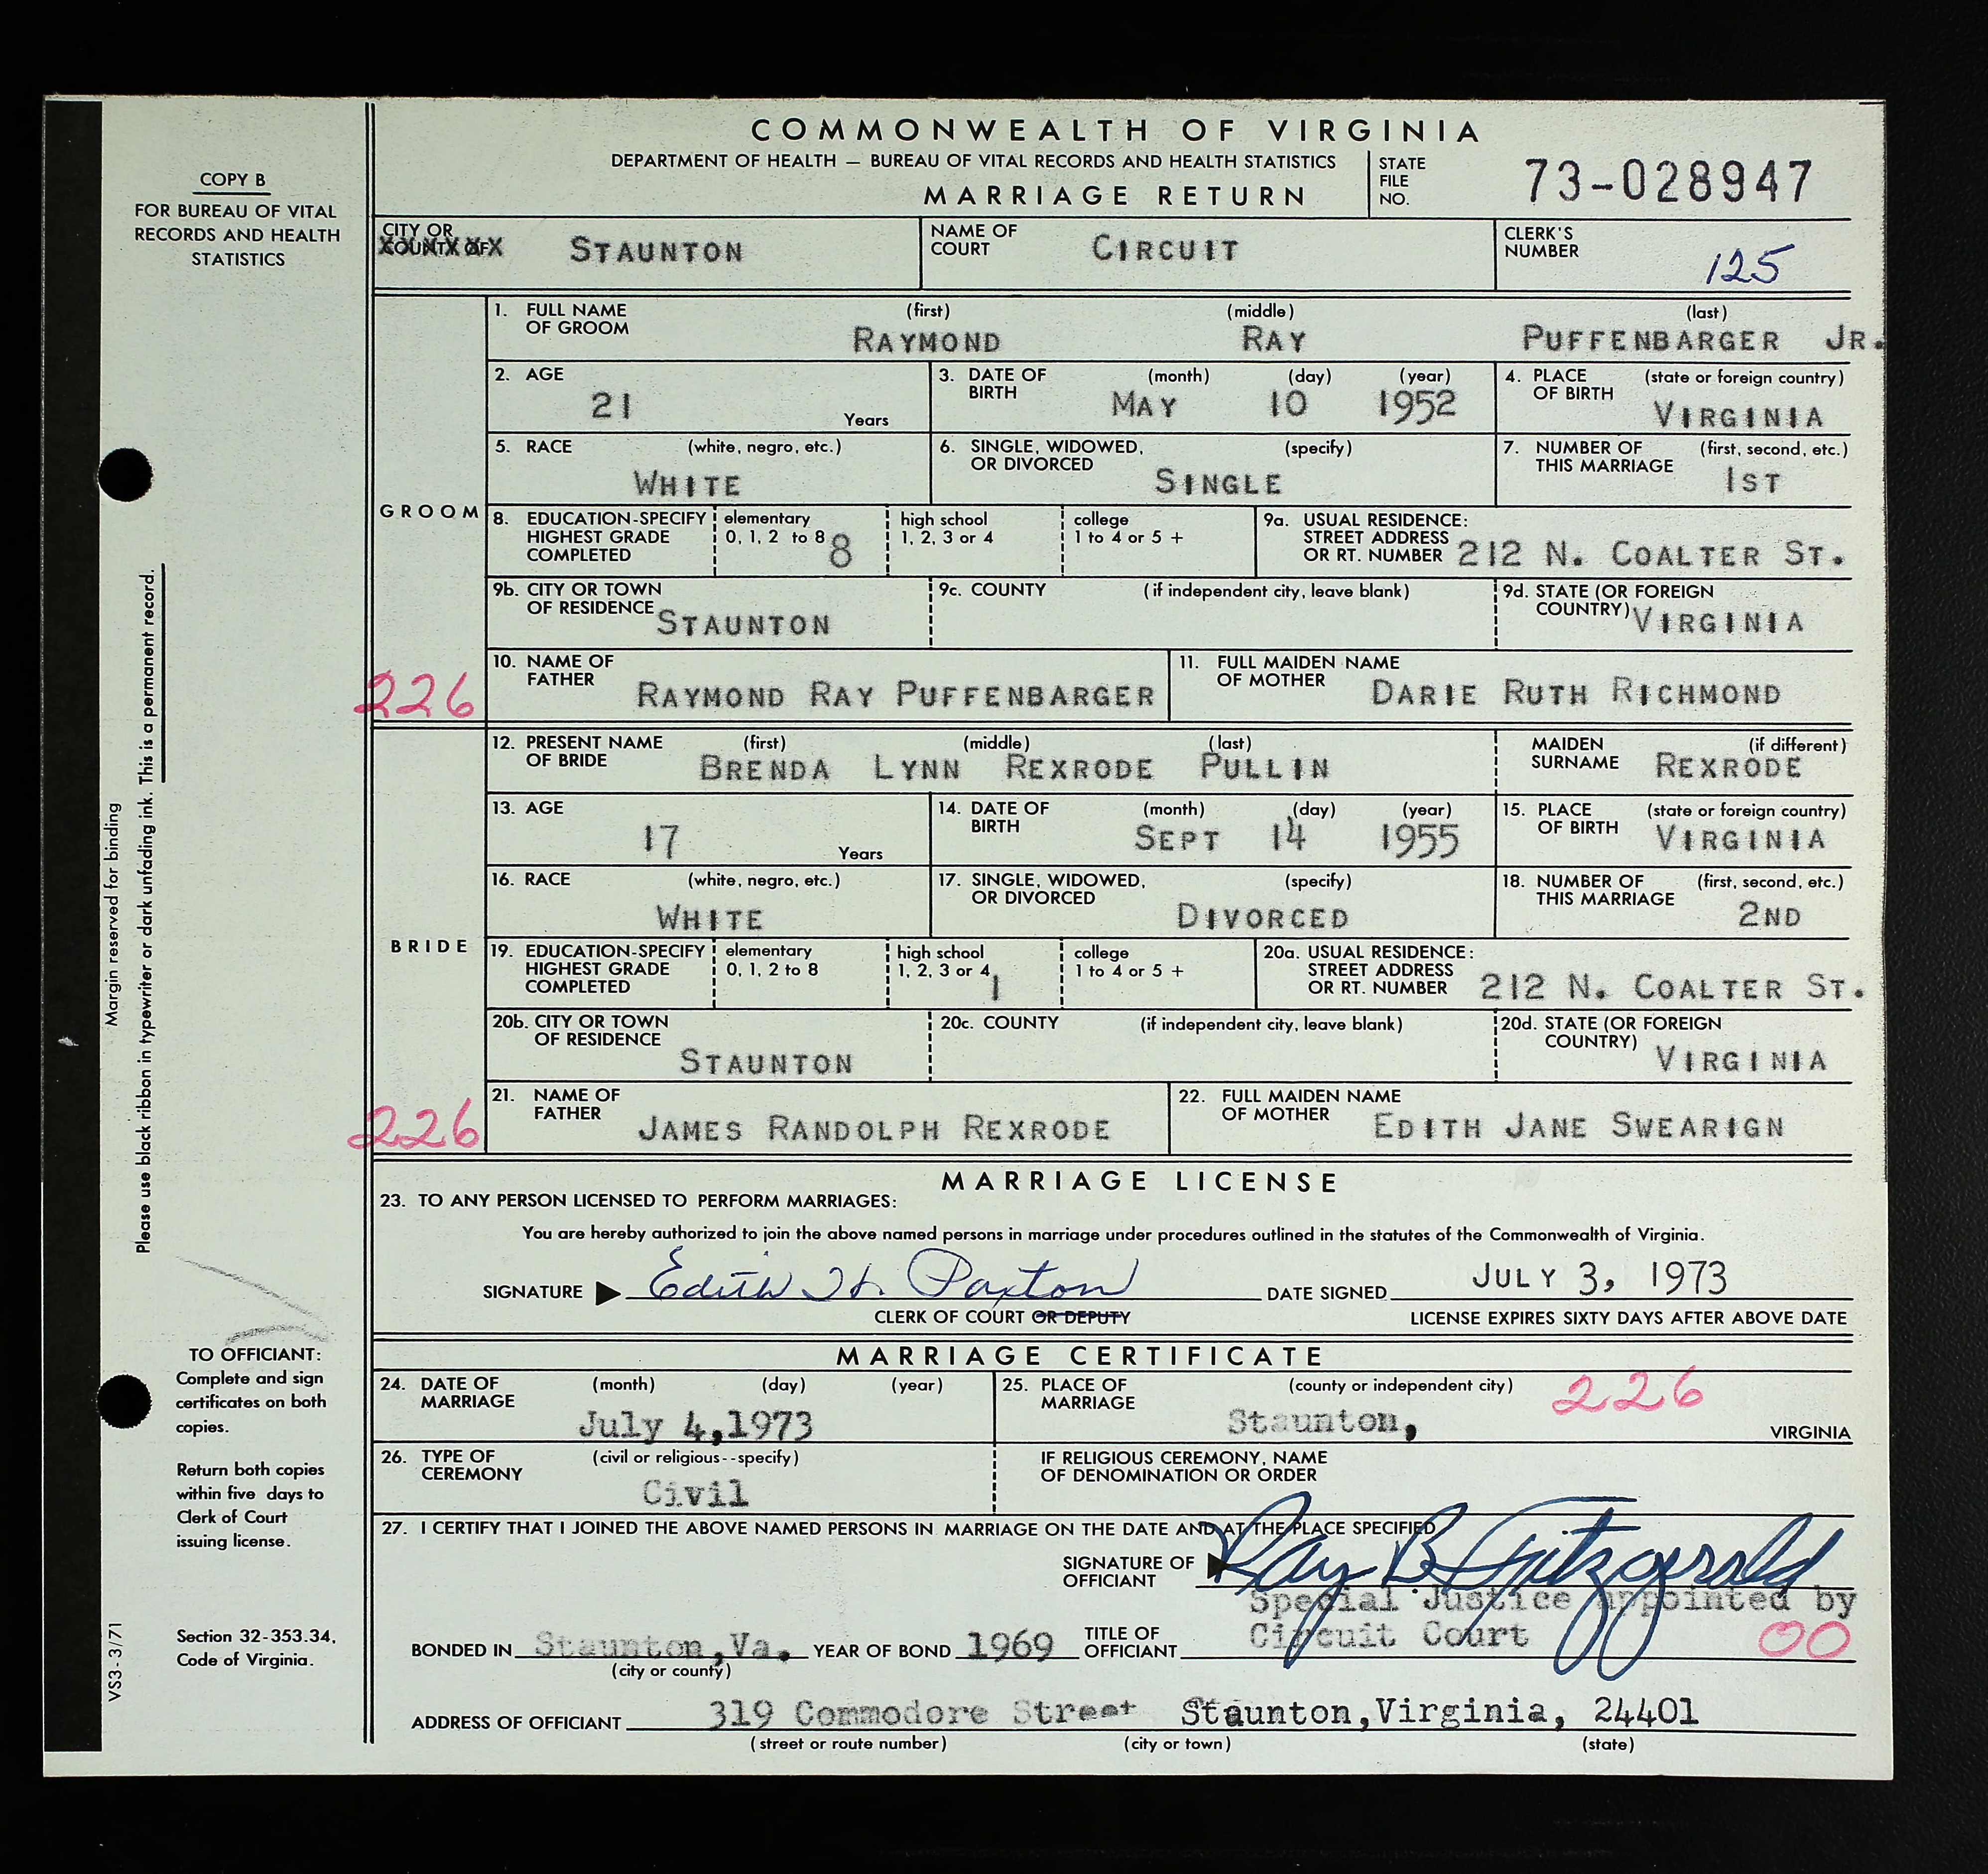 COMMONWEALTH OF VIRGINIA
DEPARTMENT OF HEALTH — BUREAU OF VITAL RECORDS AND HEALTH STATISTICS
MARRIAGE RETURN
STATE FILE NO. 73-028947
COPY B
FOR BUREAU OF VITAL
RECORDS AND HEALTH
STATISTICS
CITY OR COUNTY OF STAUNTON
NAME OF COURT CIRCUIT
CLERK'S NUMBER 125
GROOM
1. FULL NAME OF GROOM (first) RAYMOND (middle) RAY (last) PUFFENBARGER JR.
2. AGE 21 Years
3. DATE OF BIRTH (month) MAY (day) 10 (year) 1952
4. PLACE OF BIRTH (state or foreign country) VIRGINIA
5. RACE (white, negro, etc.) WHITE
6. SINGLE, WIDOWED, OR DIVORCED (specify) SINGLE
7. NUMBER OF THIS MARRIAGE (first, second, etc.) 1ST
8. EDUCATION-SPECIFY HIGHEST GRADE COMPLETED elementary 0, 1, 2 to 8 8 high school 1, 2, 3 or 4 college 1 to 4 or 5 +
9a. USUAL RESIDENCE: STREET ADDRESS OR RT. NUMBER 212 N. COALTER ST.
9b. CITY OR TOWN OF RESIDENCE STAUNTON
9c. COUNTY (if independent city, leave blank)
9d. STATE (OR FOREIGN COUNTRY) VIRGINIA
10. NAME OF FATHER RAYMOND RAY PUFFENBARGER
11. FULL MAIDEN NAME OF MOTHER DARIE RUTH RICHMOND
226
BRIDE
12. PRESENT NAME OF BRIDE (first) BRENDA (middle) LYNN REXRODE (last) PULLIN
MAIDEN SURNAME (if different) REXRODE
13. AGE 17 Years
14. DATE OF BIRTH (month) SEPT (day) 14 (year) 1955
15. PLACE OF BIRTH (state or foreign country) VIRGINIA
16. RACE (white, negro, etc.) WHITE
17. SINGLE, WIDOWED, OR DIVORCED (specify) DIVORCED
18. NUMBER OF THIS MARRIAGE (first, second, etc.) 2ND
19. EDUCATION-SPECIFY HIGHEST GRADE COMPLETED elementary 0, 1, 2 to 8 high school 1, 2, 3 or 4 1 college 1 to 4 or 5 +
20a. USUAL RESIDENCE: STREET ADDRESS OR RT. NUMBER 212 N. COALTER ST.
20b. CITY OR TOWN OF RESIDENCE STAUNTON
20c. COUNTY (if independent city, leave blank)
20d. STATE (OR FOREIGN COUNTRY) VIRGINIA
21. NAME OF FATHER JAMES RANDOLPH REXRODE
22. FULL MAIDEN NAME OF MOTHER EDITH JANE SWEARIGN
226
MARRIAGE LICENSE
23. TO ANY PERSON LICENSED TO PERFORM MARRIAGES:
You are hereby authorized to join the above named persons in marriage under procedures outlined in the statutes of the Commonwealth of Virginia.
SIGNATURE Edith H. Paxton DATE SIGNED JULY 3, 1973
CLERK OF COURT OR DEPUTY LICENSE EXPIRES SIXTY DAYS AFTER ABOVE DATE
MARRIAGE CERTIFICATE
24. DATE OF MARRIAGE (month) (day) (year) July 4,1973
25. PLACE OF MARRIAGE (county or independent city) Staunton, 226 VIRGINIA
26. TYPE OF CEREMONY (civil or religious--specify) Civil
IF RELIGIOUS CEREMONY, NAME OF DENOMINATION OR ORDER
27. I CERTIFY THAT I JOINED THE ABOVE NAMED PERSONS IN MARRIAGE ON THE DATE AND AT THE PLACE SPECIFIED
SIGNATURE OF OFFICIANT Ray B Fitzgerald
BONDED IN Staunton,Va. (city or county) YEAR OF BOND 1969 TITLE OF OFFICIANT Special Justice appointed by Circuit Court 00
ADDRESS OF OFFICIANT 319 Commodore Street Staunton,Virginia, 24401
(street or route number) (city or town) (state)
Margin reserved for binding
Please use black ribbon in typewriter or dark unfading ink. This is a permanent record.
TO OFFICIANT:
Complete and sign
certificates on both
copies.
Return both copies
within five days to
Clerk of Court
issuing license.
Section 32-353.34,
Code of Virginia.
VS3-3/71